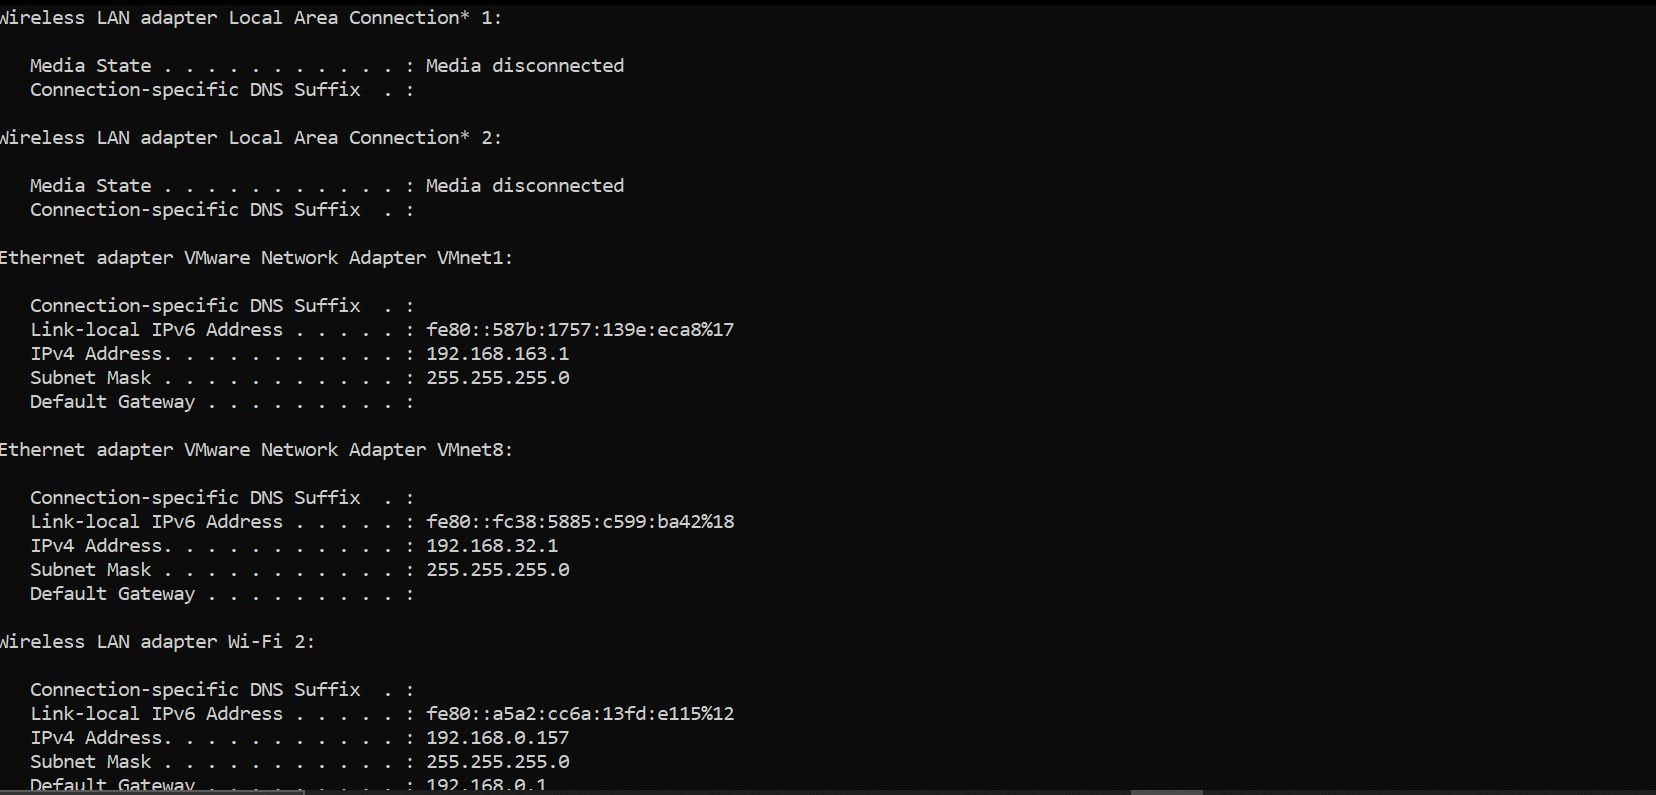 Wireless LAN adapter Local Area Connection* 1:
Media State . . . . . . . . . . . : Media disconnected
Connection-specific DNS Suffix  . :
Wireless LAN adapter Local Area Connection* 2:
Media State . . . . . . . . . . . : Media disconnected
Connection-specific DNS Suffix  . :
Ethernet adapter VMware Network Adapter VMnet1:
Connection-specific DNS Suffix  . :
Link-local IPv6 Address . . . . . : fe80::587b:1757:139e:eca8%17
IPv4 Address. . . . . . . . . . . : 192.168.163.1
Subnet Mask . . . . . . . . . . . : 255.255.255.0
Default Gateway . . . . . . . . . :
Ethernet adapter VMware Network Adapter VMnet8:
Connection-specific DNS Suffix  . :
Link-local IPv6 Address . . . . . : fe80::fc38:5885:c599:ba42%18
IPv4 Address. . . . . . . . . . . : 192.168.32.1
Subnet Mask . . . . . . . . . . . : 255.255.255.0
Default Gateway . . . . . . . . . :
Wireless LAN adapter Wi-Fi 2:
Connection-specific DNS Suffix  . :
Link-local IPv6 Address . . . . . : fe80::a5a2:cc6a:13fd:e115%12
IPv4 Address. . . . . . . . . . . : 192.168.0.157
Subnet Mask . . . . . . . . . . . : 255.255.255.0
Default Gateway . . . . . . . . . : 192.168.0.1